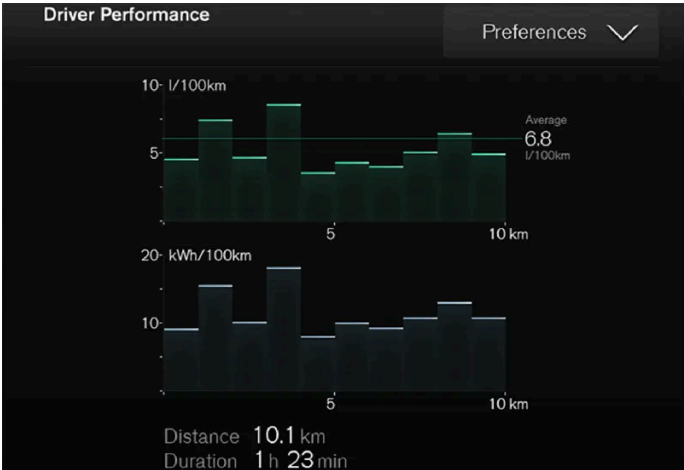 Driver Performance
Preferences
10 l/100km
Average
6.8
l/100km
5
5 10 km
20 kWh/100km
10
5 10 km
Distance 10.1 km
Duration 1 h 23 min